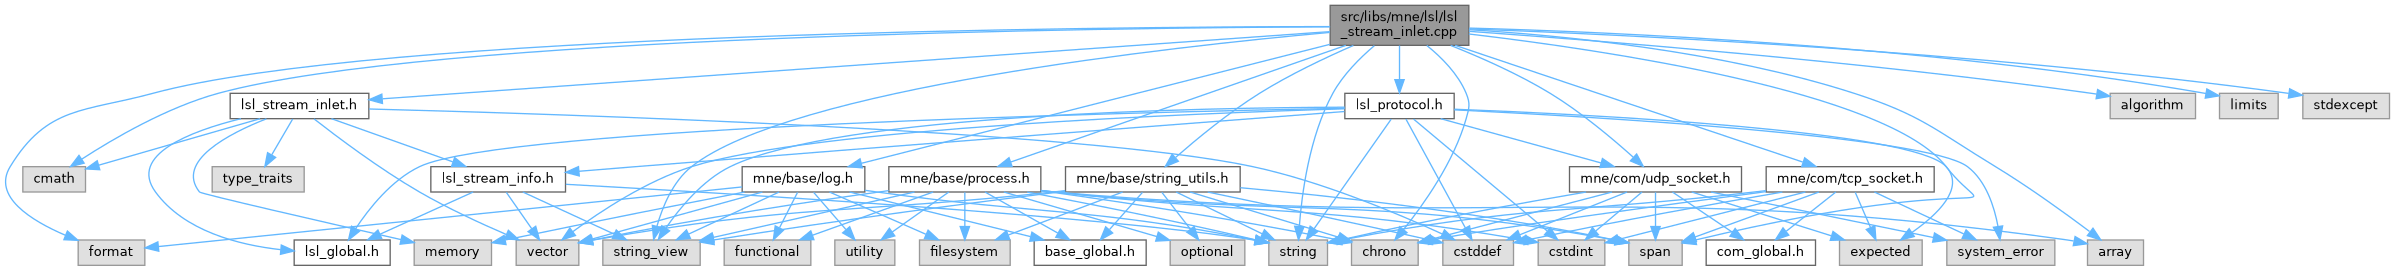 src/libs/mne/lsl/lsl
_stream_inlet.cpp
lsl_stream_inlet.h
lsl_protocol.h
algorithm
limits
stdexcept
cmath
type_traits
lsl_stream_info.h
mne/base/log.h
mne/base/process.h
mne/base/string_utils.h
mne/com/udp_socket.h
mne/com/tcp_socket.h
format
lsl_global.h
memory
vector
string_view
functional
utility
filesystem
base_global.h
optional
string
chrono
cstddef
cstdint
span
com_global.h
expected
system_error
array